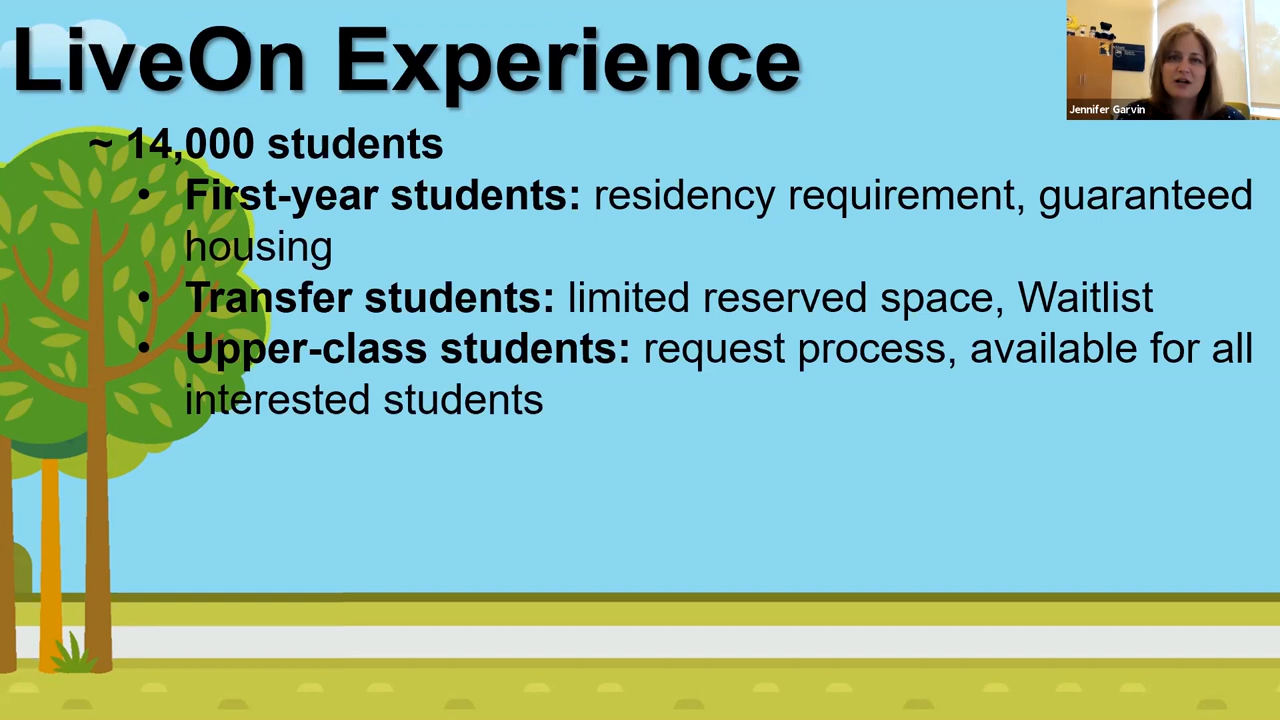 LiveOn Experience
Jennifer Garvin
~ 14,000 students
• First-year students: residency requirement, guaranteed
housing
• Transfer students: limited reserved space, Waitlist
• Upper-class students: request process, available for all
interested students